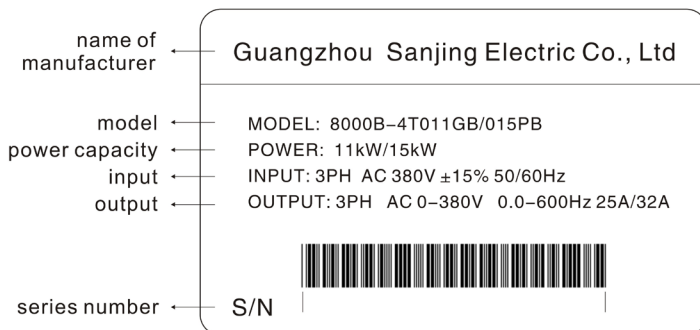 name of
manufacturer
Guangzhou Sanjing Electric Co., Ltd
model
MODEL: 8000B–4T011GB/015PB
power capacity
POWER: 11kW/15kW
input
INPUT: 3PH AC 380V ±15% 50/60Hz
output
OUTPUT: 3PH AC 0–380V 0.0–600Hz 25A/32A
series number
S/N